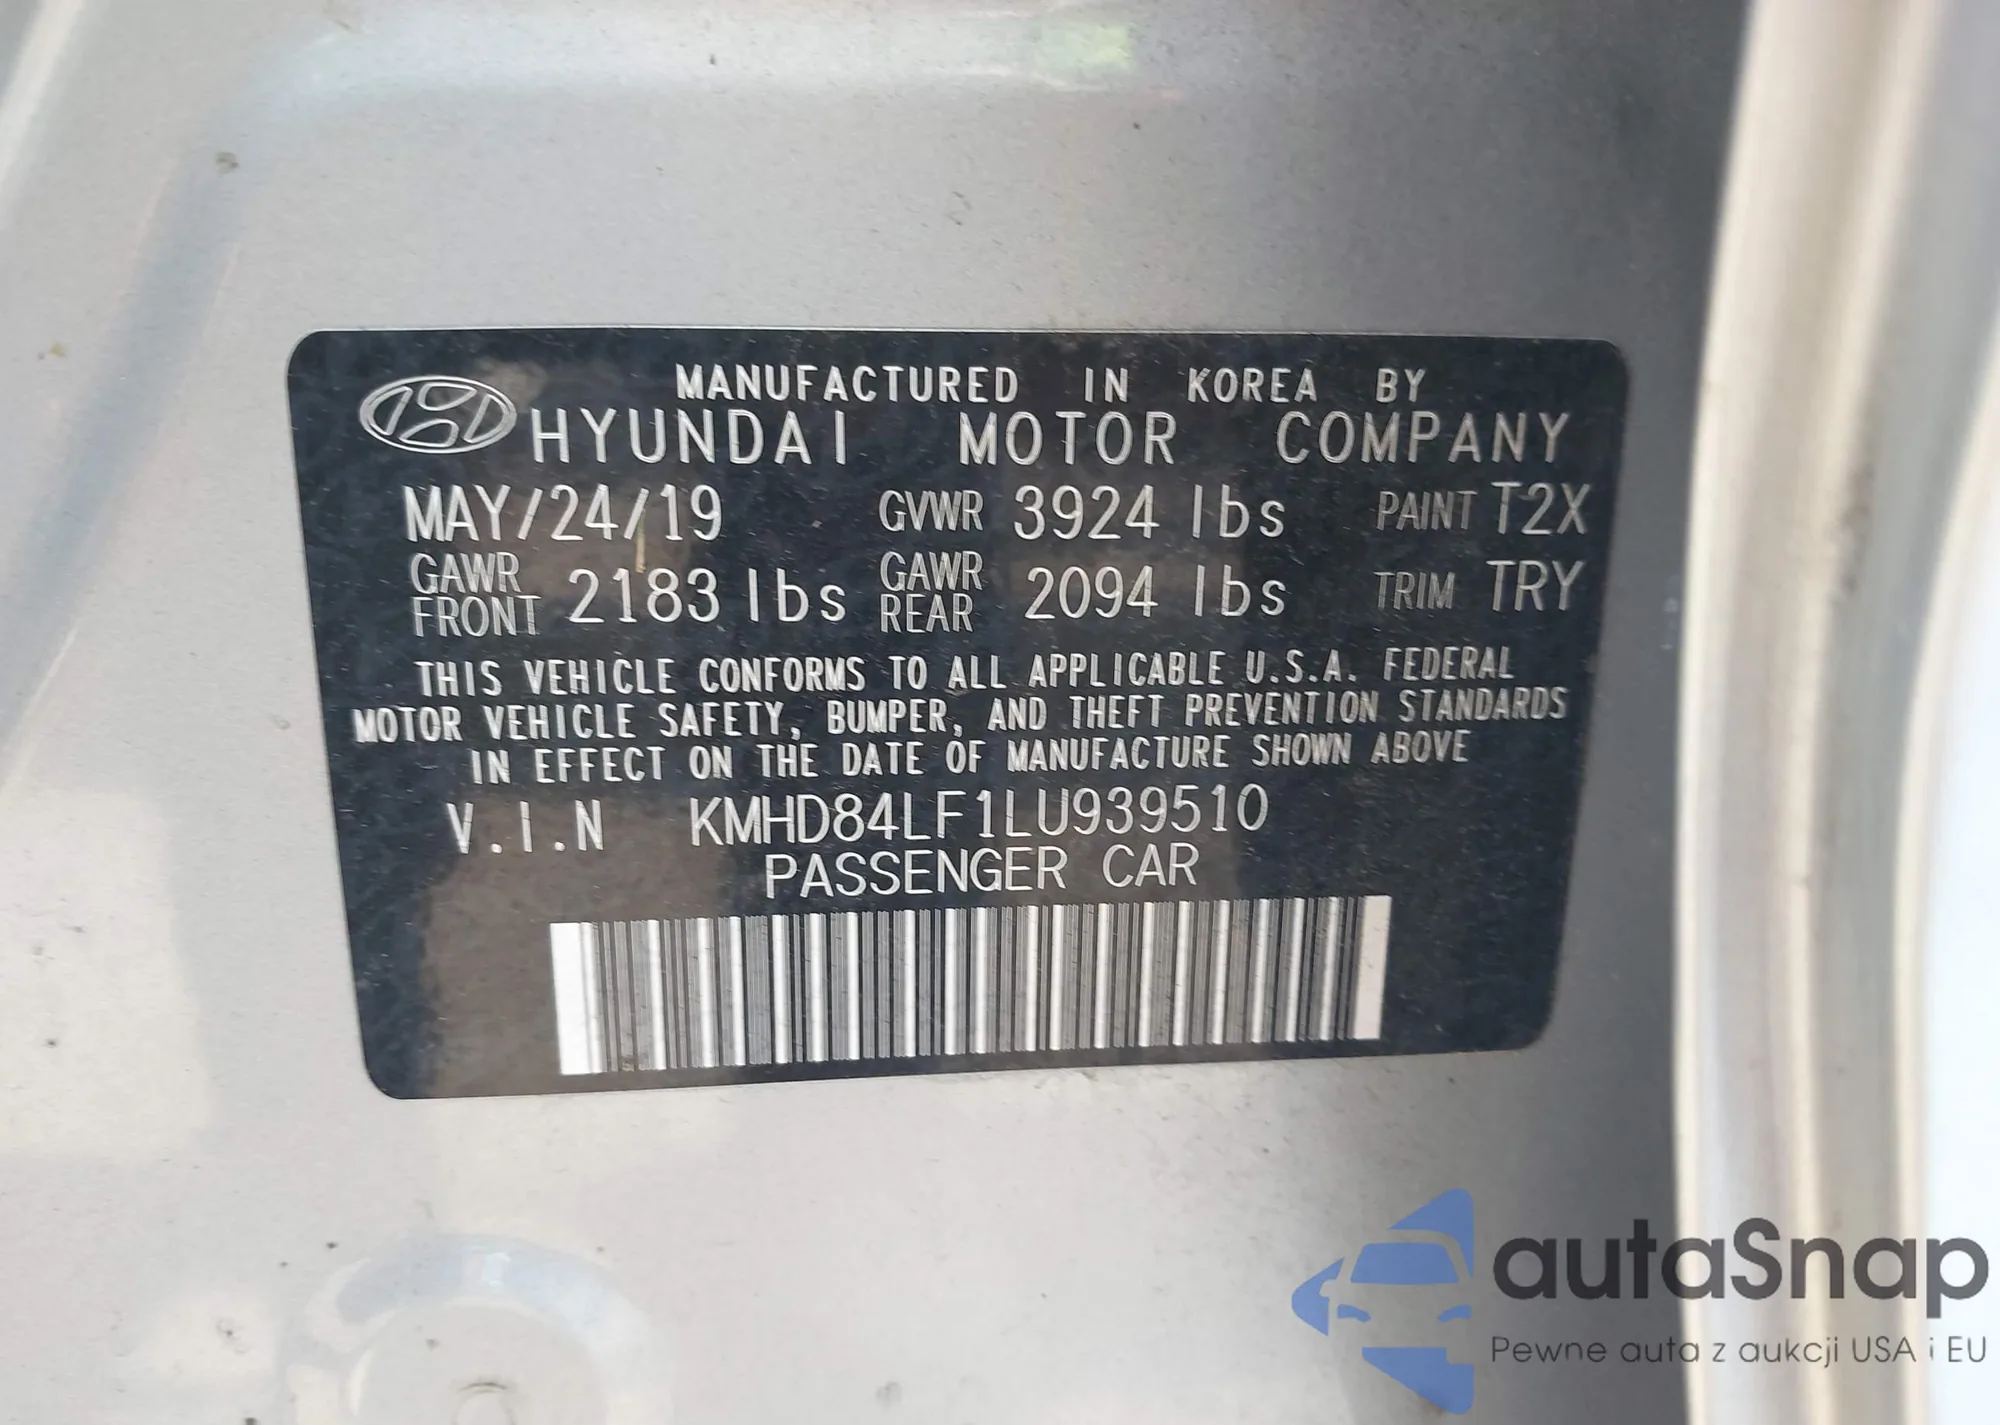 MANUFACTURED IN KOREA BY
HYUNDAI MOTOR COMPANY
MAY/24/19 GVWR 3924 lbs PAINT T2X
GAWR FRONT 2183 lbs GAWR REAR 2094 lbs TRIM TRY
THIS VEHICLE CONFORMS TO ALL APPLICABLE U.S.A. FEDERAL
MOTOR VEHICLE SAFETY, BUMPER, AND THEFT PREVENTION STANDARDS
IN EFFECT ON THE DATE OF MANUFACTURE SHOWN ABOVE
V.I.N KMHD84LF1LU939510
PASSENGER CAR
autaSnap
Pewne auta z aukcji USA i EU